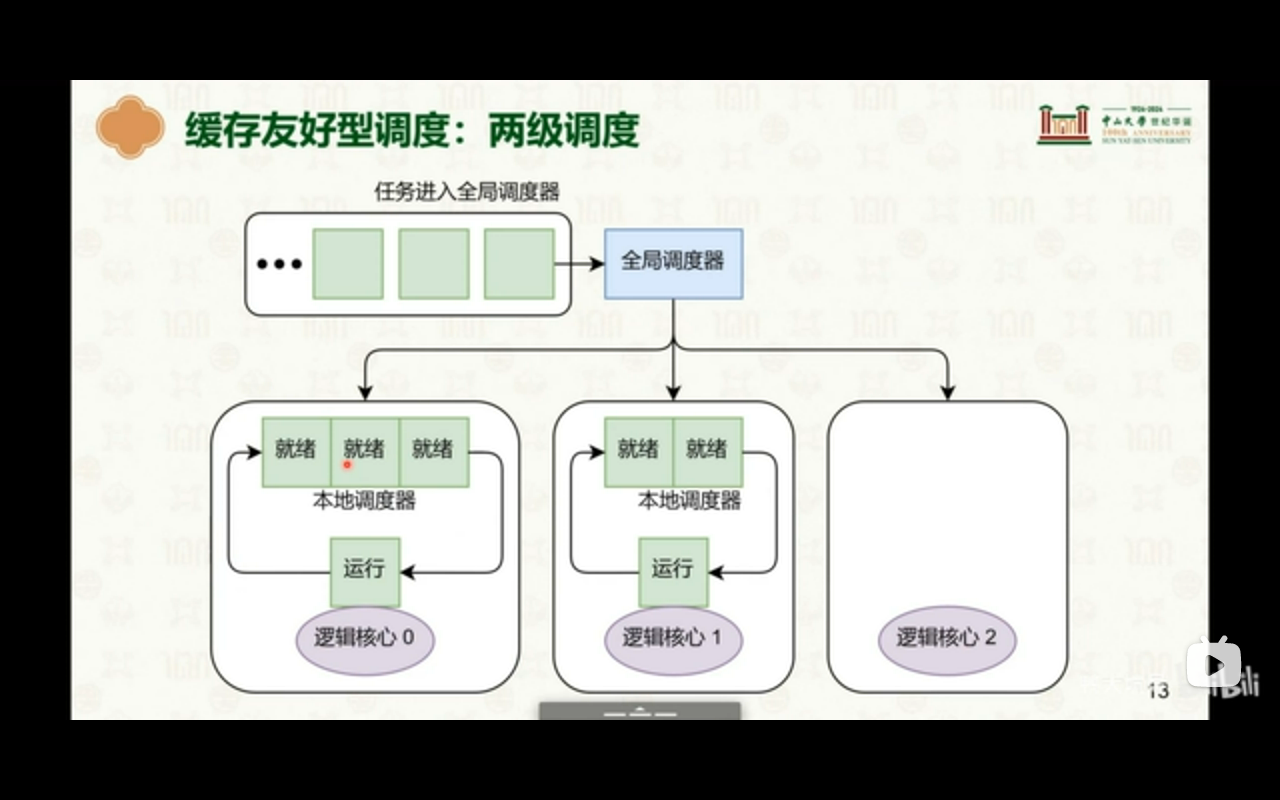 缓存友好型调度：两级调度
1924-2024
中山大学 世纪华诞
100th ANNIVERSARY
SUN YAT-SEN UNIVERSITY
任务进入全局调度器
全局调度器
就绪 就绪 就绪
本地调度器
运行
逻辑核心 0
就绪 就绪
本地调度器
运行
逻辑核心 1
逻辑核心 2
13